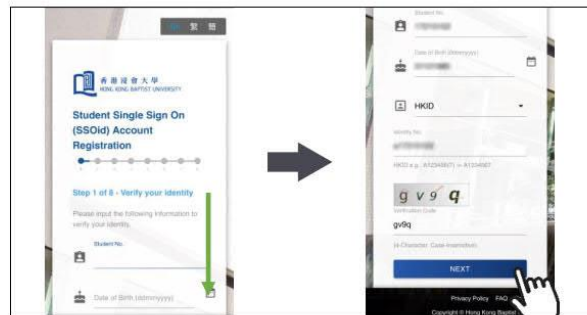 繁 簡
香港浸會大學
HONG KONG BAPTIST UNIVERSITY
Student Single Sign On
(SSOid) Account
Registration
Step 1 of 8 - Verify your identity
Please input the following information to
verify your identity.
Student No.
Date of Birth (ddmmyyyy)
Student No.
Date of Birth (ddmmyyyy)
HKID
Identity No.
HKID e.g., A123456(7) -> A1234567
g v 9 q
Verification Code
gv9q
(4-Character, Case-insensitive)
NEXT
Privacy Policy FAQ
Copyright © Hong Kong Baptist